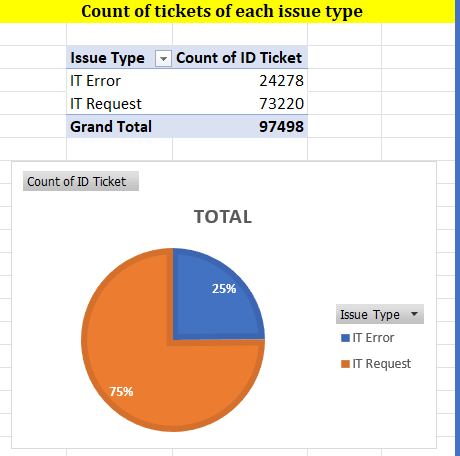 Count of tickets of each issue type
Issue Type Count of ID Ticket
IT Error 24278
IT Request 73220
Grand Total 97498
Count of ID Ticket
TOTAL
25%
Issue Type
IT Error
IT Request
75%